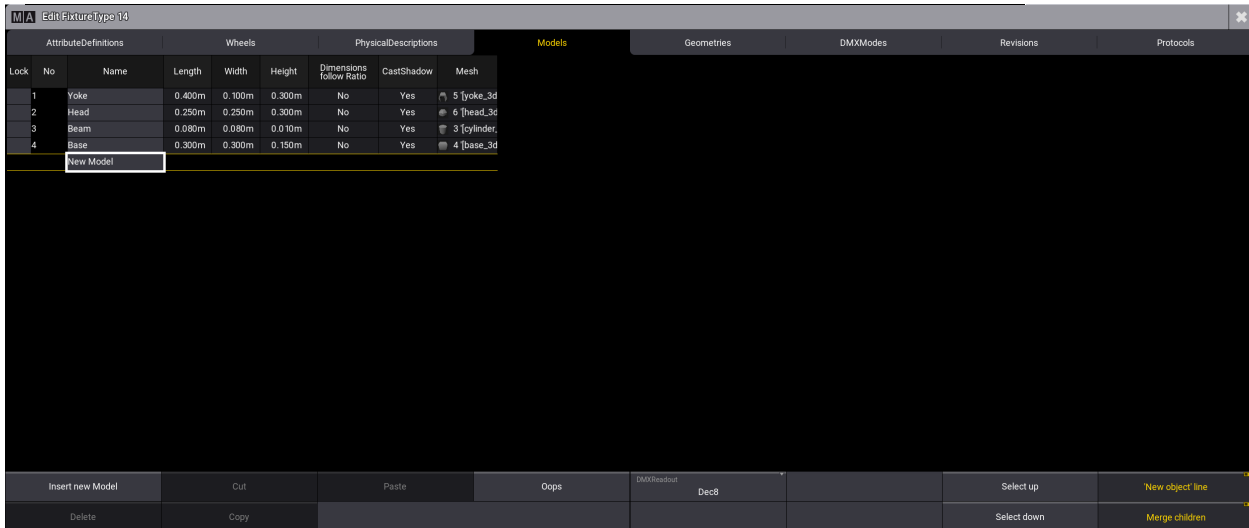 MA Edit FixtureType 14
AttributeDefinitions Wheels PhysicalDescriptions Models Geometries DMXModes Revisions Protocols
Lock No Name Length Width Height Dimensions follow Ratio CastShadow Mesh
1 Yoke 0.400m 0.100m 0.300m No Yes 5 '[yoke_3d
2 Head 0.250m 0.250m 0.300m No Yes 6 '[head_3d
3 Beam 0.080m 0.080m 0.010m No Yes 3 '[cylinder,
4 Base 0.300m 0.300m 0.150m No Yes 4 '[base_3d
New Model
Insert new Model Cut Paste Oops DMXReadout Dec8 Select up 'New object' line
Delete Copy Select down Merge children